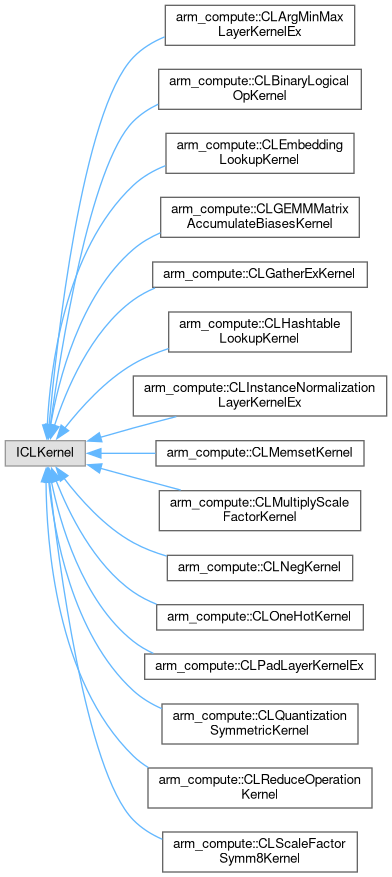 arm_compute::CLArgMinMax
LayerKernelEx
arm_compute::CLBinaryLogical
OpKernel
arm_compute::CLEmbedding
LookupKernel
arm_compute::CLGEMMMatrix
AccumulateBiasesKernel
arm_compute::CLGatherExKernel
arm_compute::CLHashtable
LookupKernel
arm_compute::CLInstanceNormalization
LayerKernelEx
ICLKernel
arm_compute::CLMemsetKernel
arm_compute::CLMultiplyScale
FactorKernel
arm_compute::CLNegKernel
arm_compute::CLOneHotKernel
arm_compute::CLPadLayerKernelEx
arm_compute::CLQuantization
SymmetricKernel
arm_compute::CLReduceOperation
Kernel
arm_compute::CLScaleFactor
Symm8Kernel